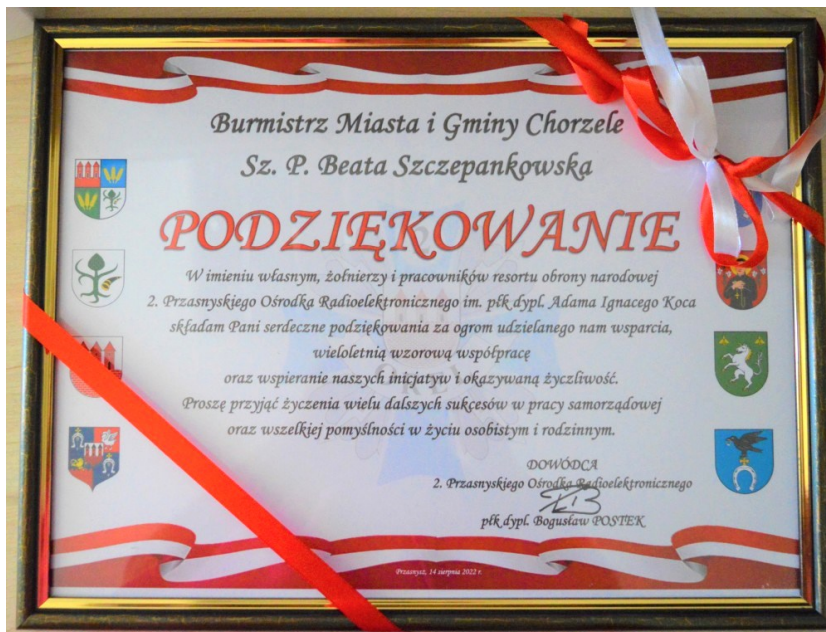 Burmistrz Miasta i Gminy Chorzele
Sz. P. Beata Szczepankowska
PODZIĘKOWANIE
W imieniu własnym, żołnierzy i pracowników resortu obrony narodowej
2. Przasnyskiego Ośrodka Radioelektronicznego im. płk dypl. Adama Ignacego Koca
składam Pani serdeczne podziękowania za ogrom udzielanego nam wsparcia,
wieloletnią wzorową współpracę
oraz wspieranie naszych inicjatyw i okazywaną życzliwość.
Proszę przyjąć życzenia wielu dalszych sukcesów w pracy samorządowej
oraz wszelkiej pomyślności w życiu osobistym i rodzinnym.
DOWÓDCA
2. Przasnyskiego Ośrodka Radioelektronicznego
płk dypl. Bogusław POSTEK
Przasnysz, 14 sierpnia 2022 r.